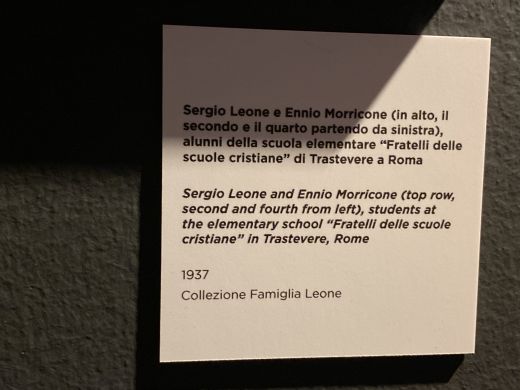 Sergio Leone e Ennio Morricone (in alto, il
secondo e il quarto partendo da sinistra),
alunni della scuola elementare “Fratelli delle
scuole cristiane” di Trastevere a Roma
Sergio Leone and Ennio Morricone (top row,
second and fourth from left), students at
the elementary school “Fratelli delle scuole
cristiane” in Trastevere, Rome
1937
Collezione Famiglia Leone